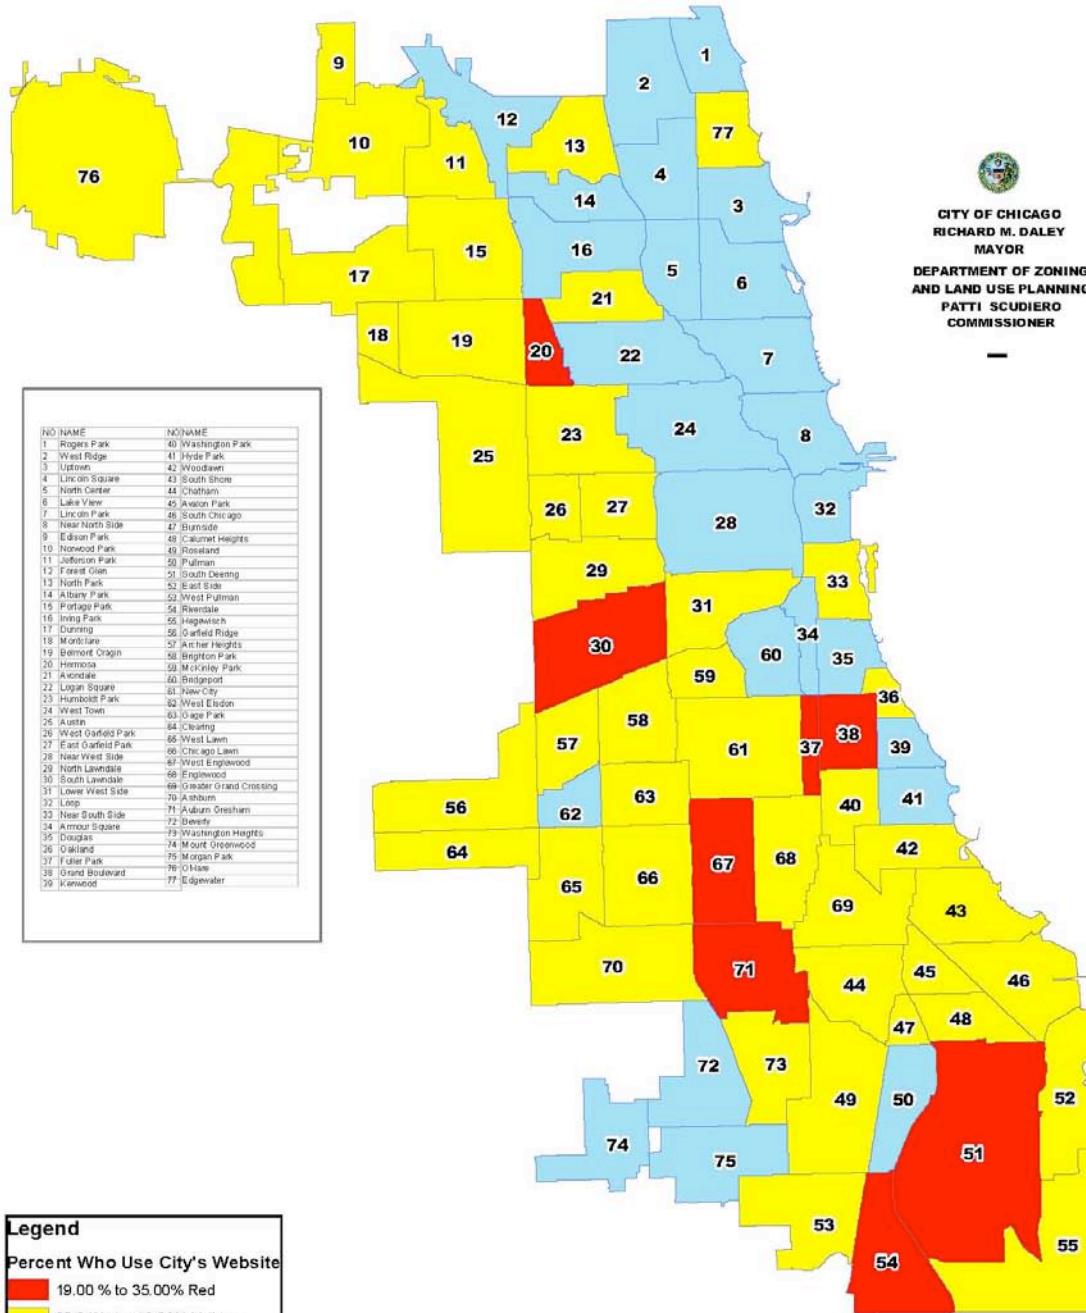 1
9
2
12
77
10
13
11
4
76
14
3
CITY OF CHICAGO
RICHARD M. DALEY
MAYOR
DEPARTMENT OF ZONING
AND LAND USE PLANNING
PATTI SCUDIERO
COMMISSIONER
16
15
5
17
6
21
18
19
20
22
7
NO NAME NO NAME
1 Rogers Park 40 Washington Park
2 West Ridge 41 Hyde Park
3 Uptown 42 Woodlawn
4 Lincoln Square 43 South Shore
5 North Center 44 Chatham
6 Lake View 45 Avalon Park
7 Lincoln Park 46 South Chicago
8 Near North Side 47 Burnside
9 Edison Park 48 Calumet Heights
10 Norwood Park 49 Roseland
11 Jefferson Park 50 Pullman
12 Forest Glen 51 South Deering
13 North Park 52 East Side
14 Albany Park 53 West Pullman
15 Portage Park 54 Riverdale
16 Irving Park 55 Hegewisch
17 Dunning 56 Garfield Ridge
18 Montclare 57 Archer Heights
19 Belmont Cragin 58 Brighton Park
20 Hermosa 59 McKinley Park
21 Avondale 60 Bridgeport
22 Logan Square 61 New City
23 Humboldt Park 62 West Elsdon
24 West Town 63 Gage Park
25 Austin 64 Clearing
26 West Garfield Park 65 West Lawn
27 East Garfield Park 66 Chicago Lawn
28 Near West Side 67 West Englewood
29 North Lawndale 68 Englewood
30 South Lawndale 69 Greater Grand Crossing
31 Lower West Side 70 Ashburn
32 Loop 71 Auburn Gresham
33 Near South Side 72 Beverly
34 Armour Square 73 Washington Heights
35 Douglas 74 Mount Greenwood
36 Oakland 75 Morgan Park
37 Fuller Park 76 O'Hare
38 Grand Boulevard 77 Edgewater
39 Kenwood
23
24
8
25
26
27
28
32
29
33
31
34
30
60
35
59
36
58
57
61
37
38
39
56
62
63
40
41
64
67
68
42
65
66
69
43
70
71
44
45
46
47
48
72
73
49
50
52
74
75
51
53
54
55
Legend
Percent Who Use City's Website
19.00 % to 35.00% Red